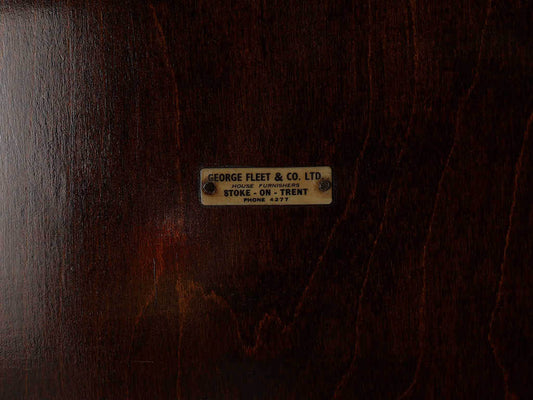 GEORGE FLEET & CO. LTD.
HOUSE FURNISHERS
STOKE - ON - TRENT
PHONE 4277